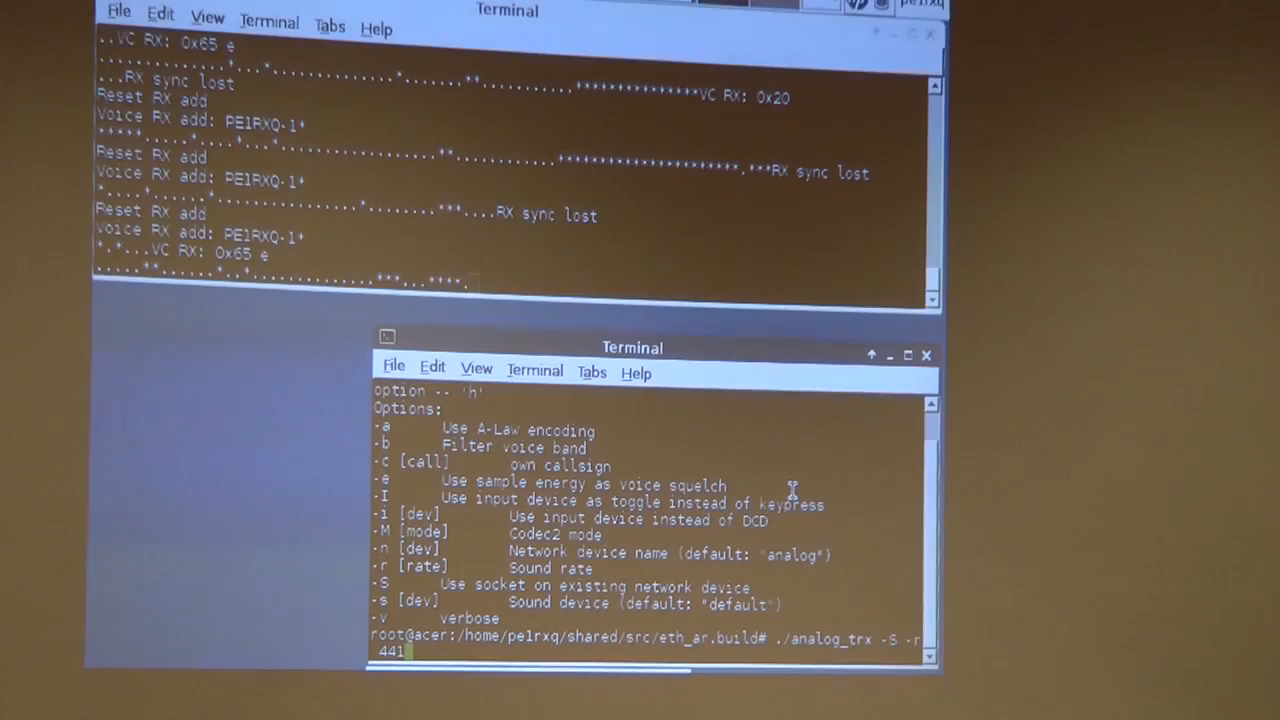 pe1rxq
File Edit View Terminal Tabs Help
Terminal
..VC RX: 0x65 e
..............*...*..............*.......**...........,***************VC RX: 0x20
...RX sync lost
Reset RX add
Voice RX add: PE1RXQ-1*
*****.....*....*...*................**............,*********************,***RX sync lost
Reset RX add
Voice RX add: PE1RXQ-1*
*....*.......*.................*........***....RX sync lost
Reset RX add
Voice RX add: PE1RXQ-1*
*.*...VC RX: 0x65 e
.....**.......*..*..............***...****.
Terminal
File Edit View Terminal Tabs Help
option -- 'h'
Options:
-a Use A-Law encoding
-b Filter voice band
-c [call] own callsign
-e Use sample energy as voice squelch
-I Use input device as toggle instead of keypress
-i [dev] Use input device instead of DCD
-M [mode] Codec2 mode
-n [dev] Network device name (default: "analog")
-r [rate] Sound rate
-S Use socket on existing network device
-s [dev] Sound device (default: "default")
-v verbose
root@acer:/home/pe1rxq/shared/src/eth_ar.build# ./analog_trx -S -r
441